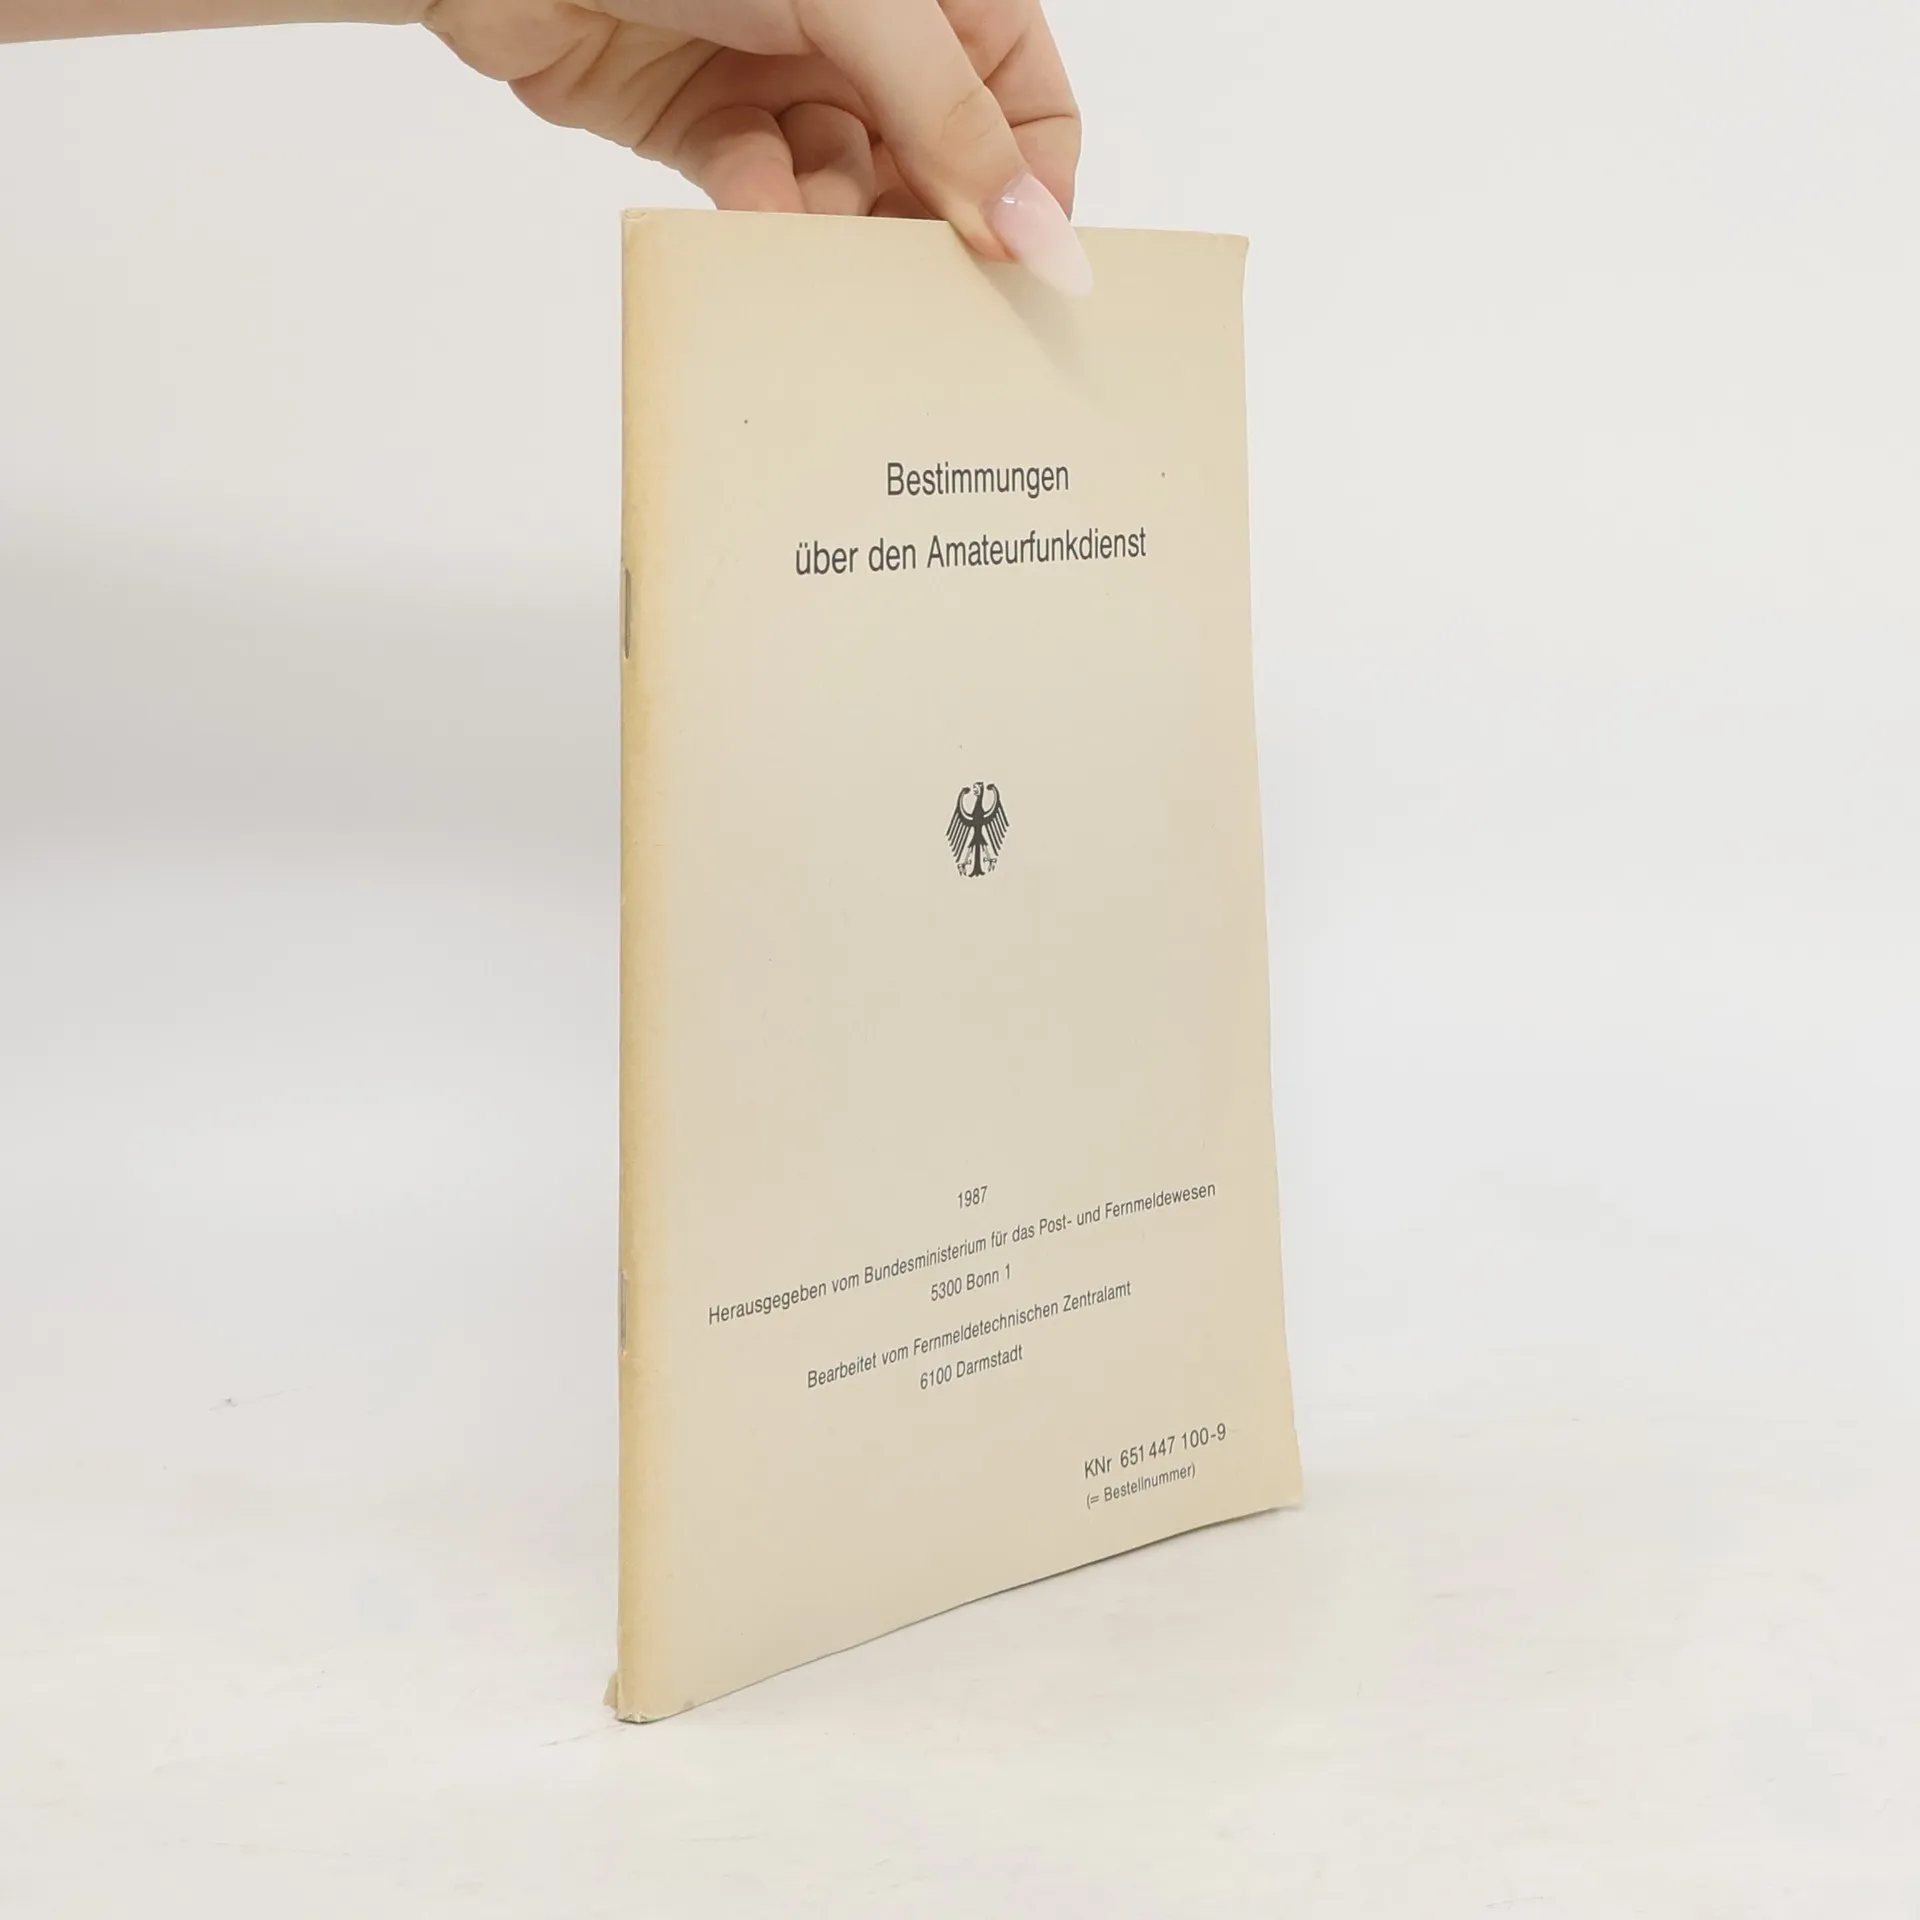 Bestimmungen
über den Amateurfunkdienst
1987
Herausgegeben vom Bundesministerium für das Post- und Fernmeldewesen
5300 Bonn 1
Bearbeitet vom Fernmeldetechnischen Zentralamt
6100 Darmstadt
KNr 651 447 100-9
(= Bestellnummer)